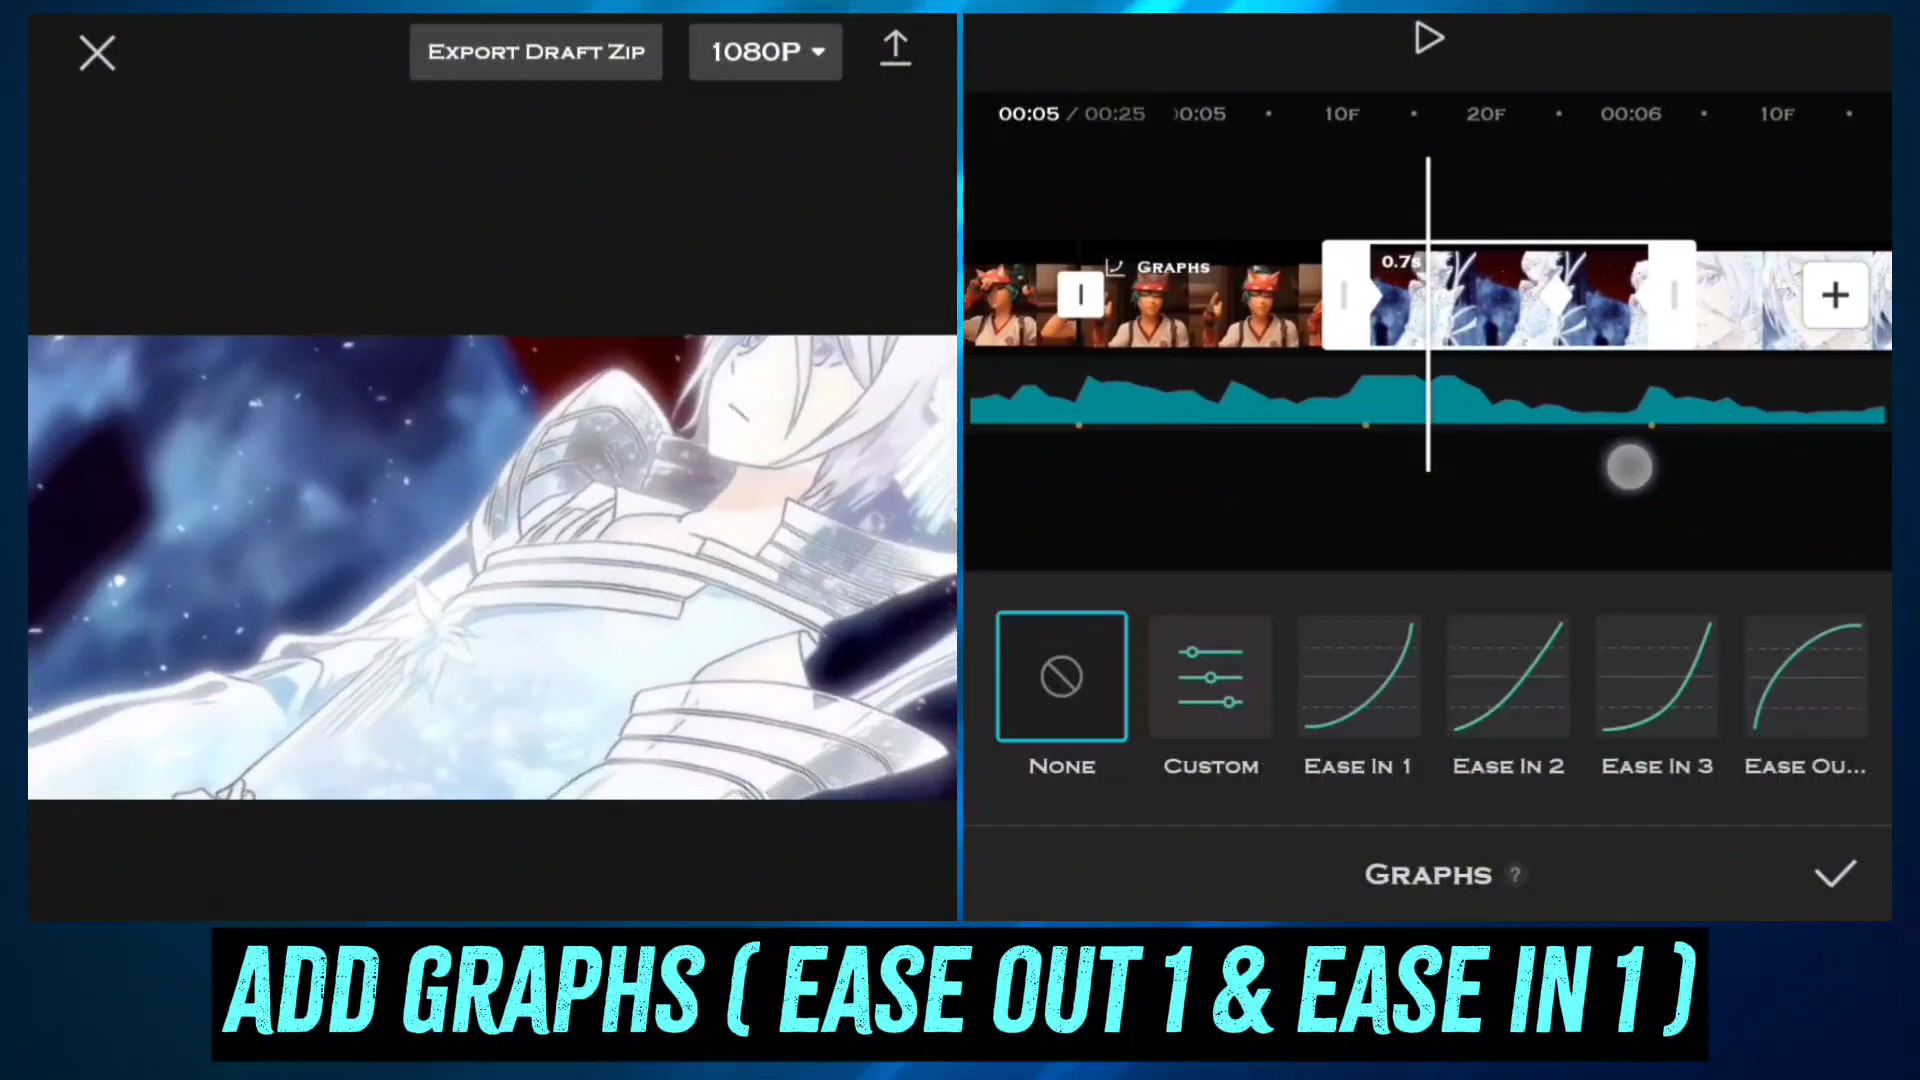 EXPORT DRAFT ZIP
1080P
00:05 / 00:25
00:05 10F 20F 00:06 10F
GRAPHS
0.7s
NONE
CUSTOM
EASE IN 1
EASE IN 2
EASE IN 3
EASE OU...
GRAPHS ?
ADD GRAPHS ( EASE OUT 1 & EASE IN 1 )